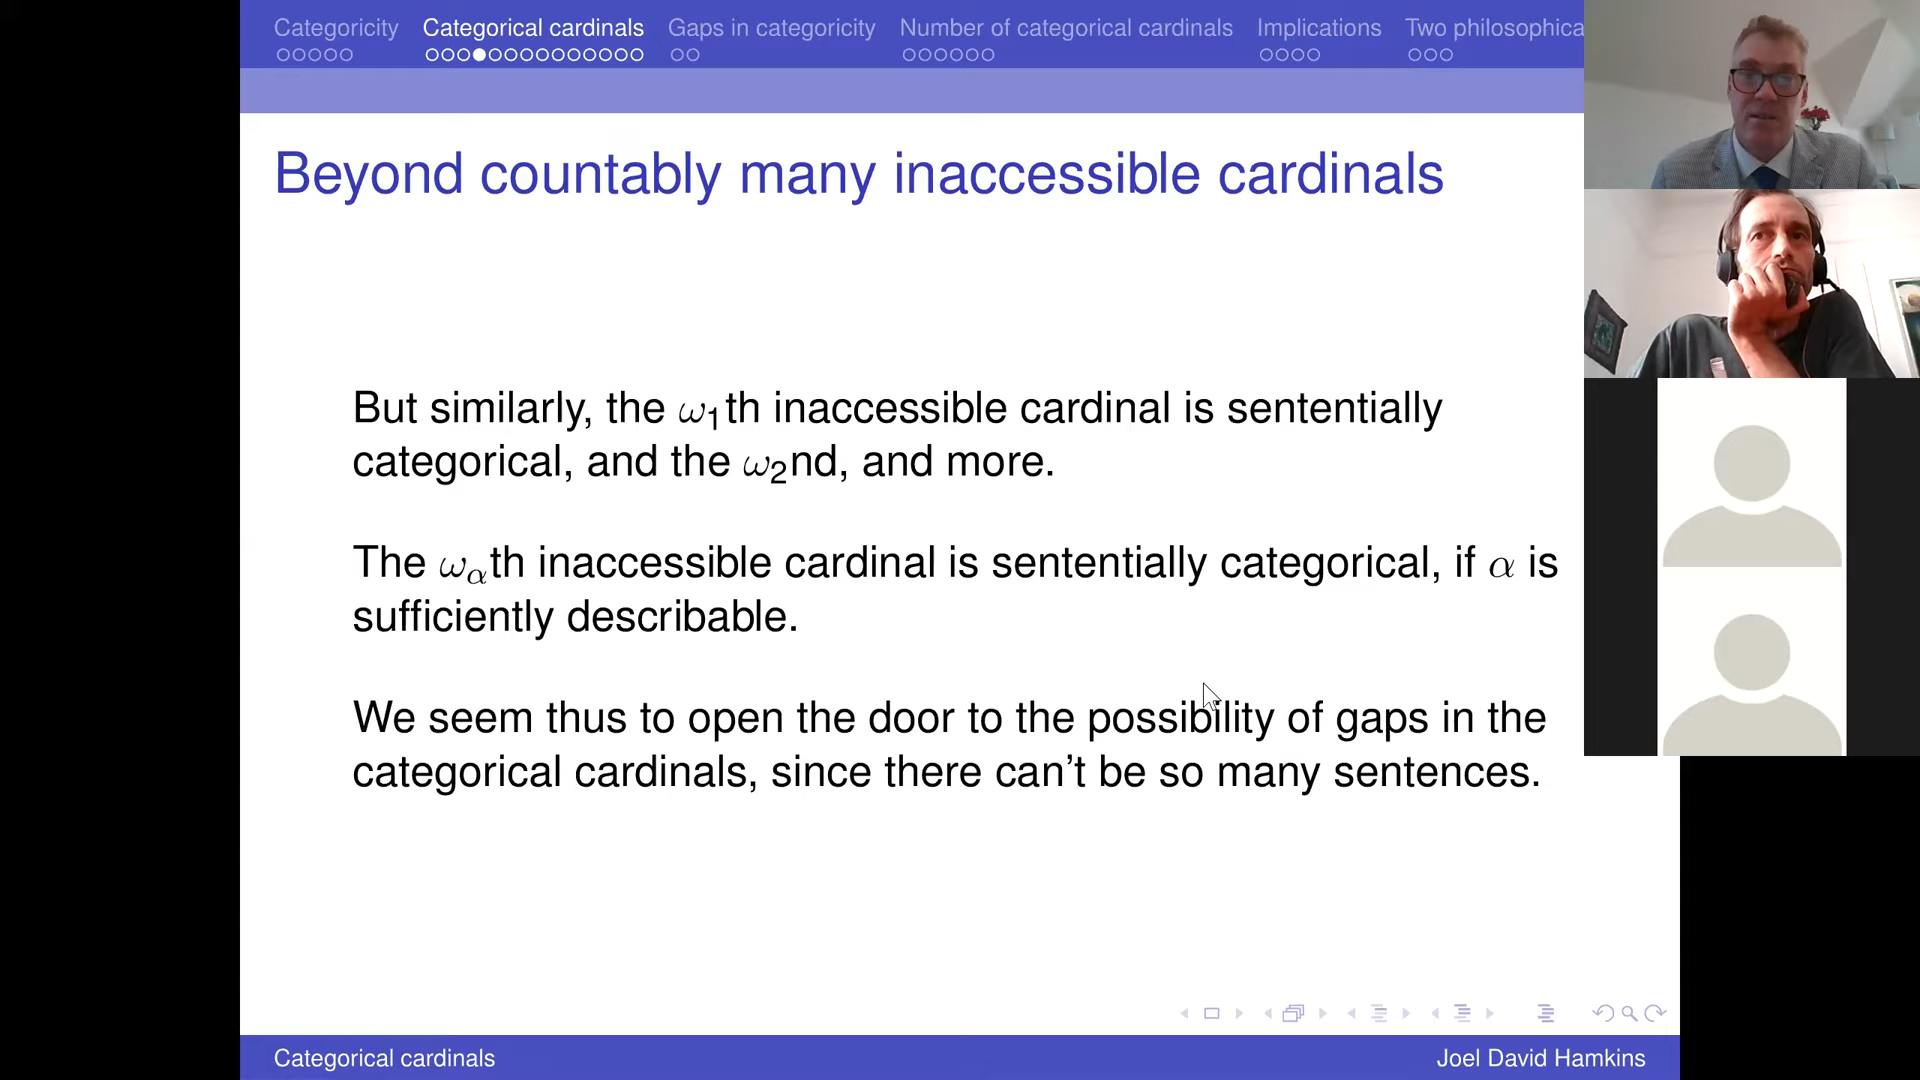 Categoricity Categorical cardinals Gaps in categoricity Number of categorical cardinals Implications Two philosophica
Beyond countably many inaccessible cardinals
But similarly, the ω₁th inaccessible cardinal is sententially
categorical, and the ω₂nd, and more.
The ωαth inaccessible cardinal is sententially categorical, if α is
sufficiently describable.
We seem thus to open the door to the possibility of gaps in the
categorical cardinals, since there can't be so many sentences.
Categorical cardinals Joel David Hamkins